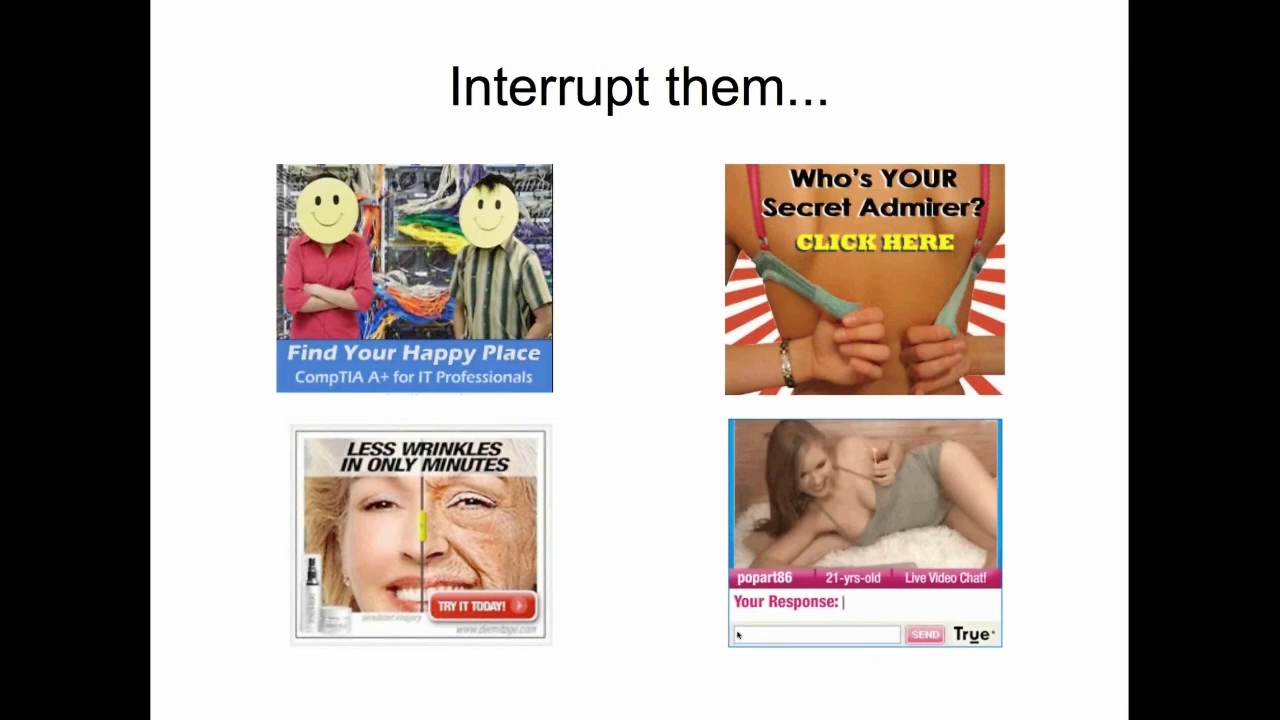 Interrupt them...
Find Your Happy Place
CompTIA A+ for IT Professionals
Who's YOUR
Secret Admirer?
CLICK HERE
LESS WRINKLES
IN ONLY MINUTES
TRY IT TODAY!
simulated imagery
www.dermitage.com
popart86 21-yrs-old Live Video Chat!
Your Response:
SEND True